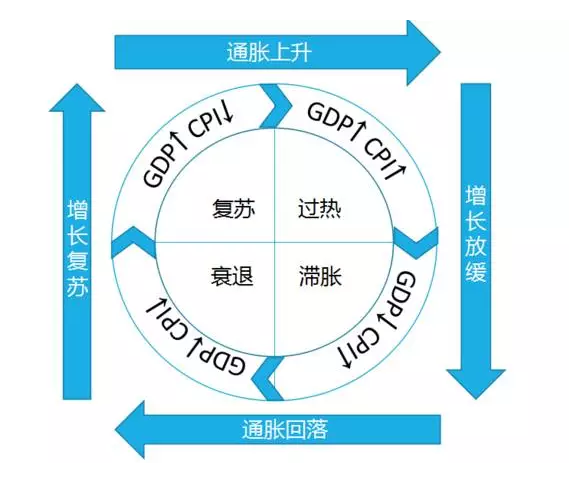 通胀上升
GDP↑ CPI↓
GDP↑ CPI↑
增长复苏
复苏
过热
增长放缓
衰退
滞胀
GDP↓ CPI↓
GDP↓ CPI↑
通胀回落